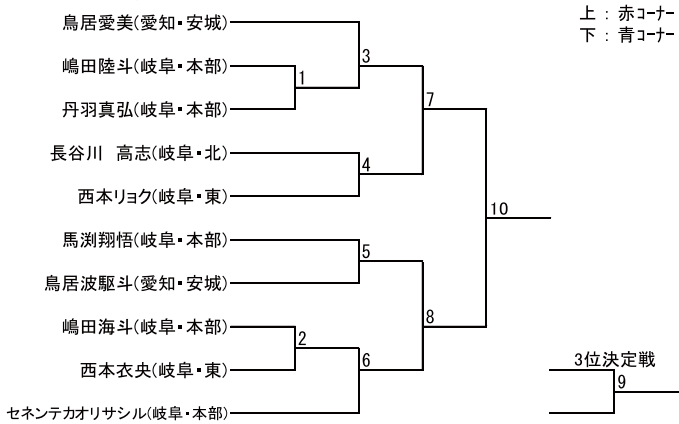 上 : 赤コーナー
下 : 青コーナー
鳥居愛美(愛知・安城)
嶋田陸斗(岐阜・本部)
丹羽真弘(岐阜・本部)
長谷川　高志(岐阜・北)
西本リョク(岐阜・東)
馬渕翔悟(岐阜・本部)
鳥居波駆斗(愛知・安城)
嶋田海斗(岐阜・本部)
西本衣央(岐阜・東)
セネンテカオリサシル(岐阜・本部)
1
3
7
4
10
5
8
2
6
3位決定戦
9